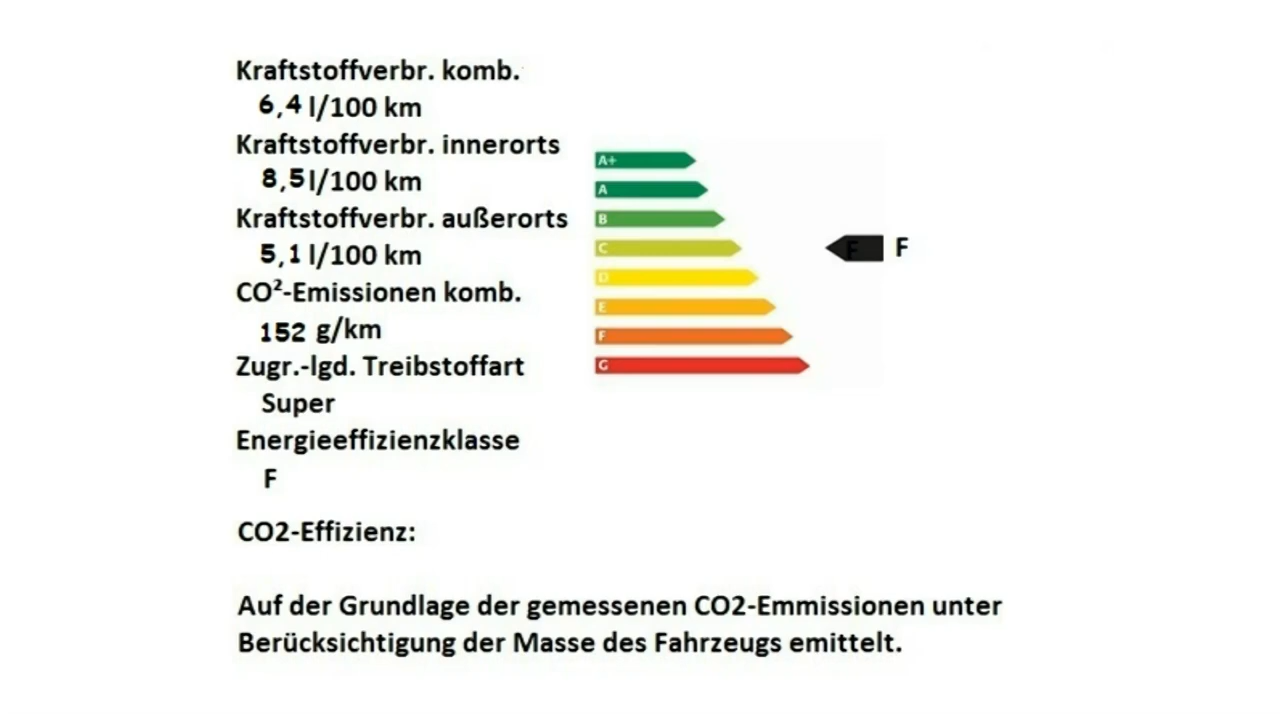 Kraftstoffverbr. komb.
6,4 l/100 km
Kraftstoffverbr. innerorts
8,5 l/100 km
Kraftstoffverbr. außerorts
5,1 l/100 km
CO²-Emissionen komb.
152 g/km
Zugr.-lgd. Treibstoffart
Super
Energieeffizienzklasse
F
A+
A
B
C
D
E
F
G
F F
CO2-Effizienz:
Auf der Grundlage der gemessenen CO2-Emmissionen unter
Berücksichtigung der Masse des Fahrzeugs emittelt.